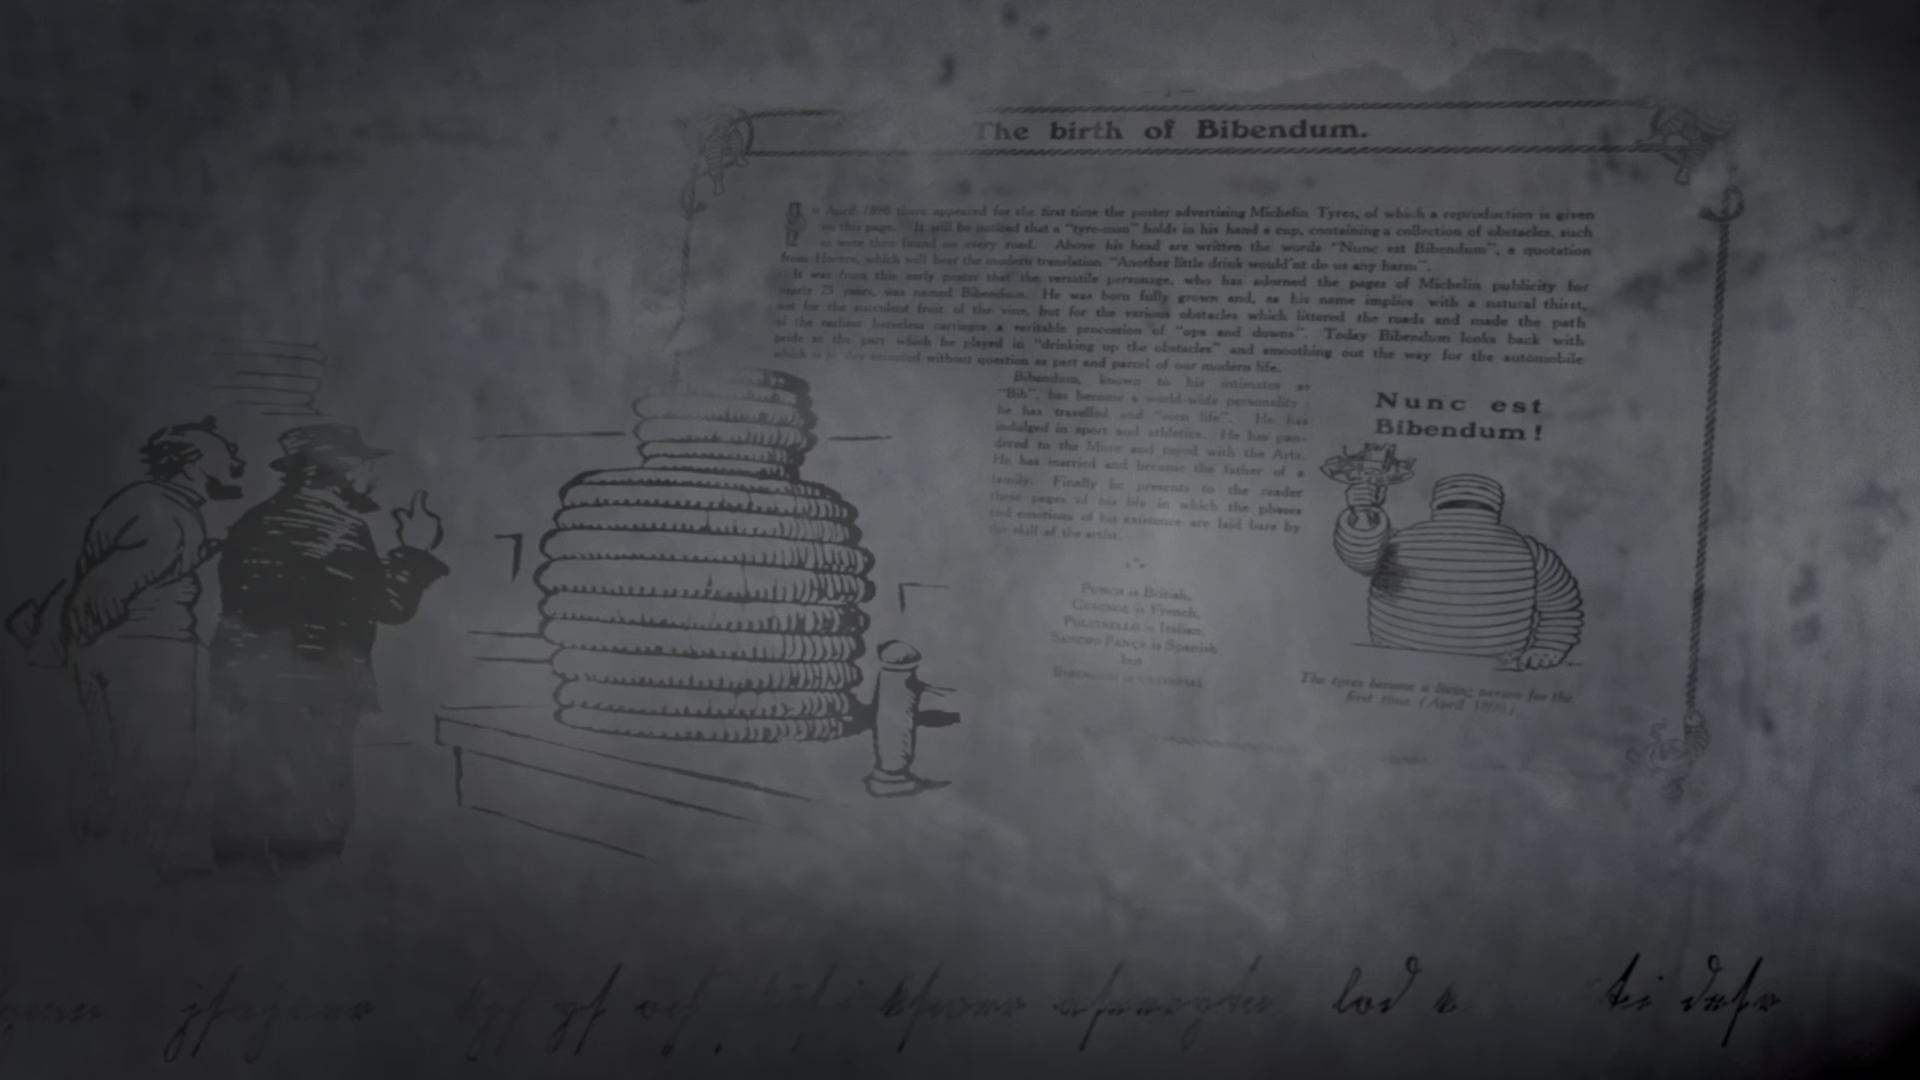 The birth of Bibendum.
In April 1898 there appeared for the first time the poster advertising Michelin Tyres, of which a reproduction is given
on this page. It will be noticed that a "tyre-man" holds in his hand a cup, containing a collection of obstacles, such
as were then found on every road. Above his head are written the words "Nunc est Bibendum", a quotation
from Horace, which will bear the modern translation "Another little drink would'nt do us any harm".
It was from this early poster that the versatile personage, who has adorned the pages of Michelin publicity for
nearly 25 years, was named Bibendum. He was born fully grown and, as his name implies with a natural thirst,
not for the succulent fruit of the vine, but for the various obstacles which littered the roads and made the path
of the earliest horseless carriages a veritable procession of "ups and downs". Today Bibendum looks back with
pride at the part which he played in "drinking up the obstacles" and smoothing out the way for the automobile
which is to day accepted without question as part and parcel of our modern life.
Bibendum, known to his intimates as
"Bib", has become a world-wide personality :
he has travelled and "seen life". He has
indulged in sport and athletics. He has pan-
dered to the Muse and toyed with the Arts.
He has married and become the father of a
family. Finally he presents to the reader
these pages of his life in which the phases
and emotions of his existence are laid bare by
the skill of the artist.
Punch is British,
Guignol is French,
Pulcinello is Italian,
Sancho Pança is Spanish
but
Bibendum is Universal
Nunc est
Bibendum!
The tyres become a living person for the
first time (April 1898).